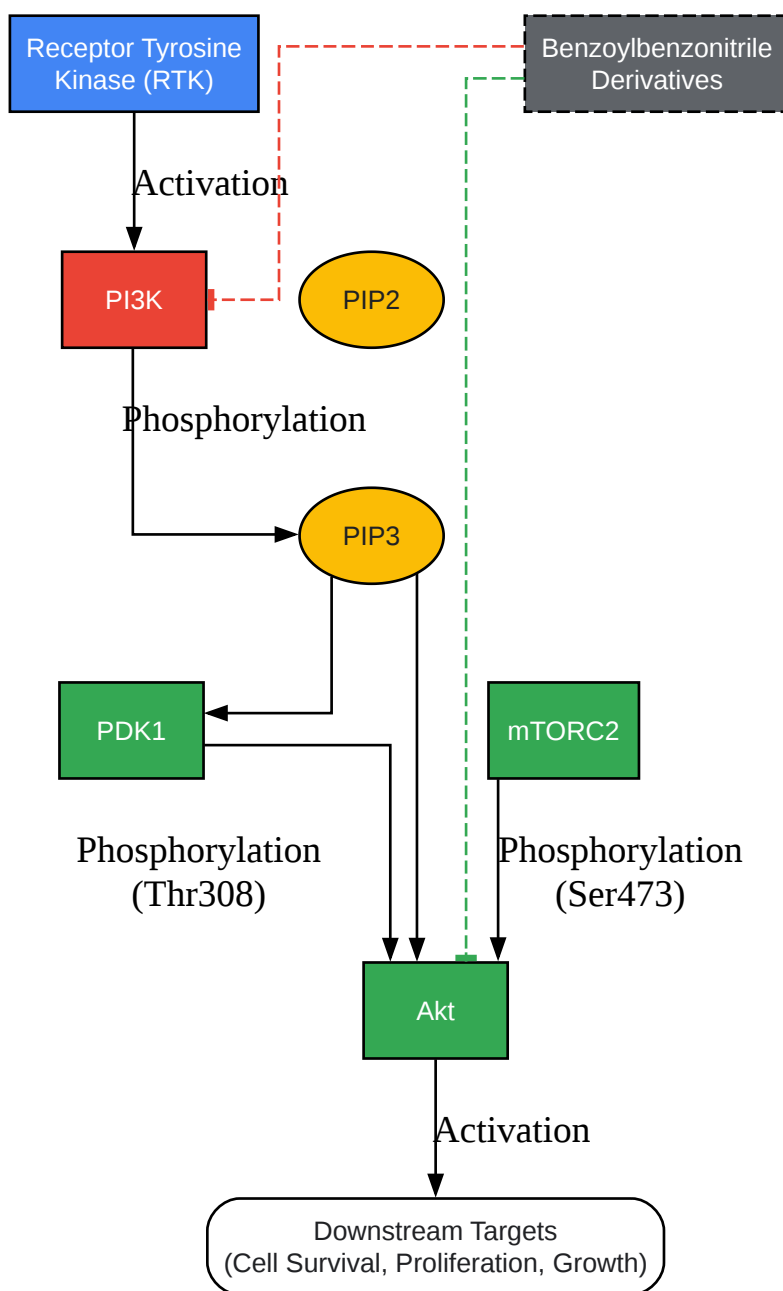 Receptor Tyrosine
Kinase (RTK)
Benzoylbenzonitrile
Derivatives
Activation
PI3K
PIP2
Phosphorylation
PIP3
PDK1
mTORC2
Phosphorylation
(Thr308)
Phosphorylation
(Ser473)
Akt
Activation
Downstream Targets
(Cell Survival, Proliferation, Growth)